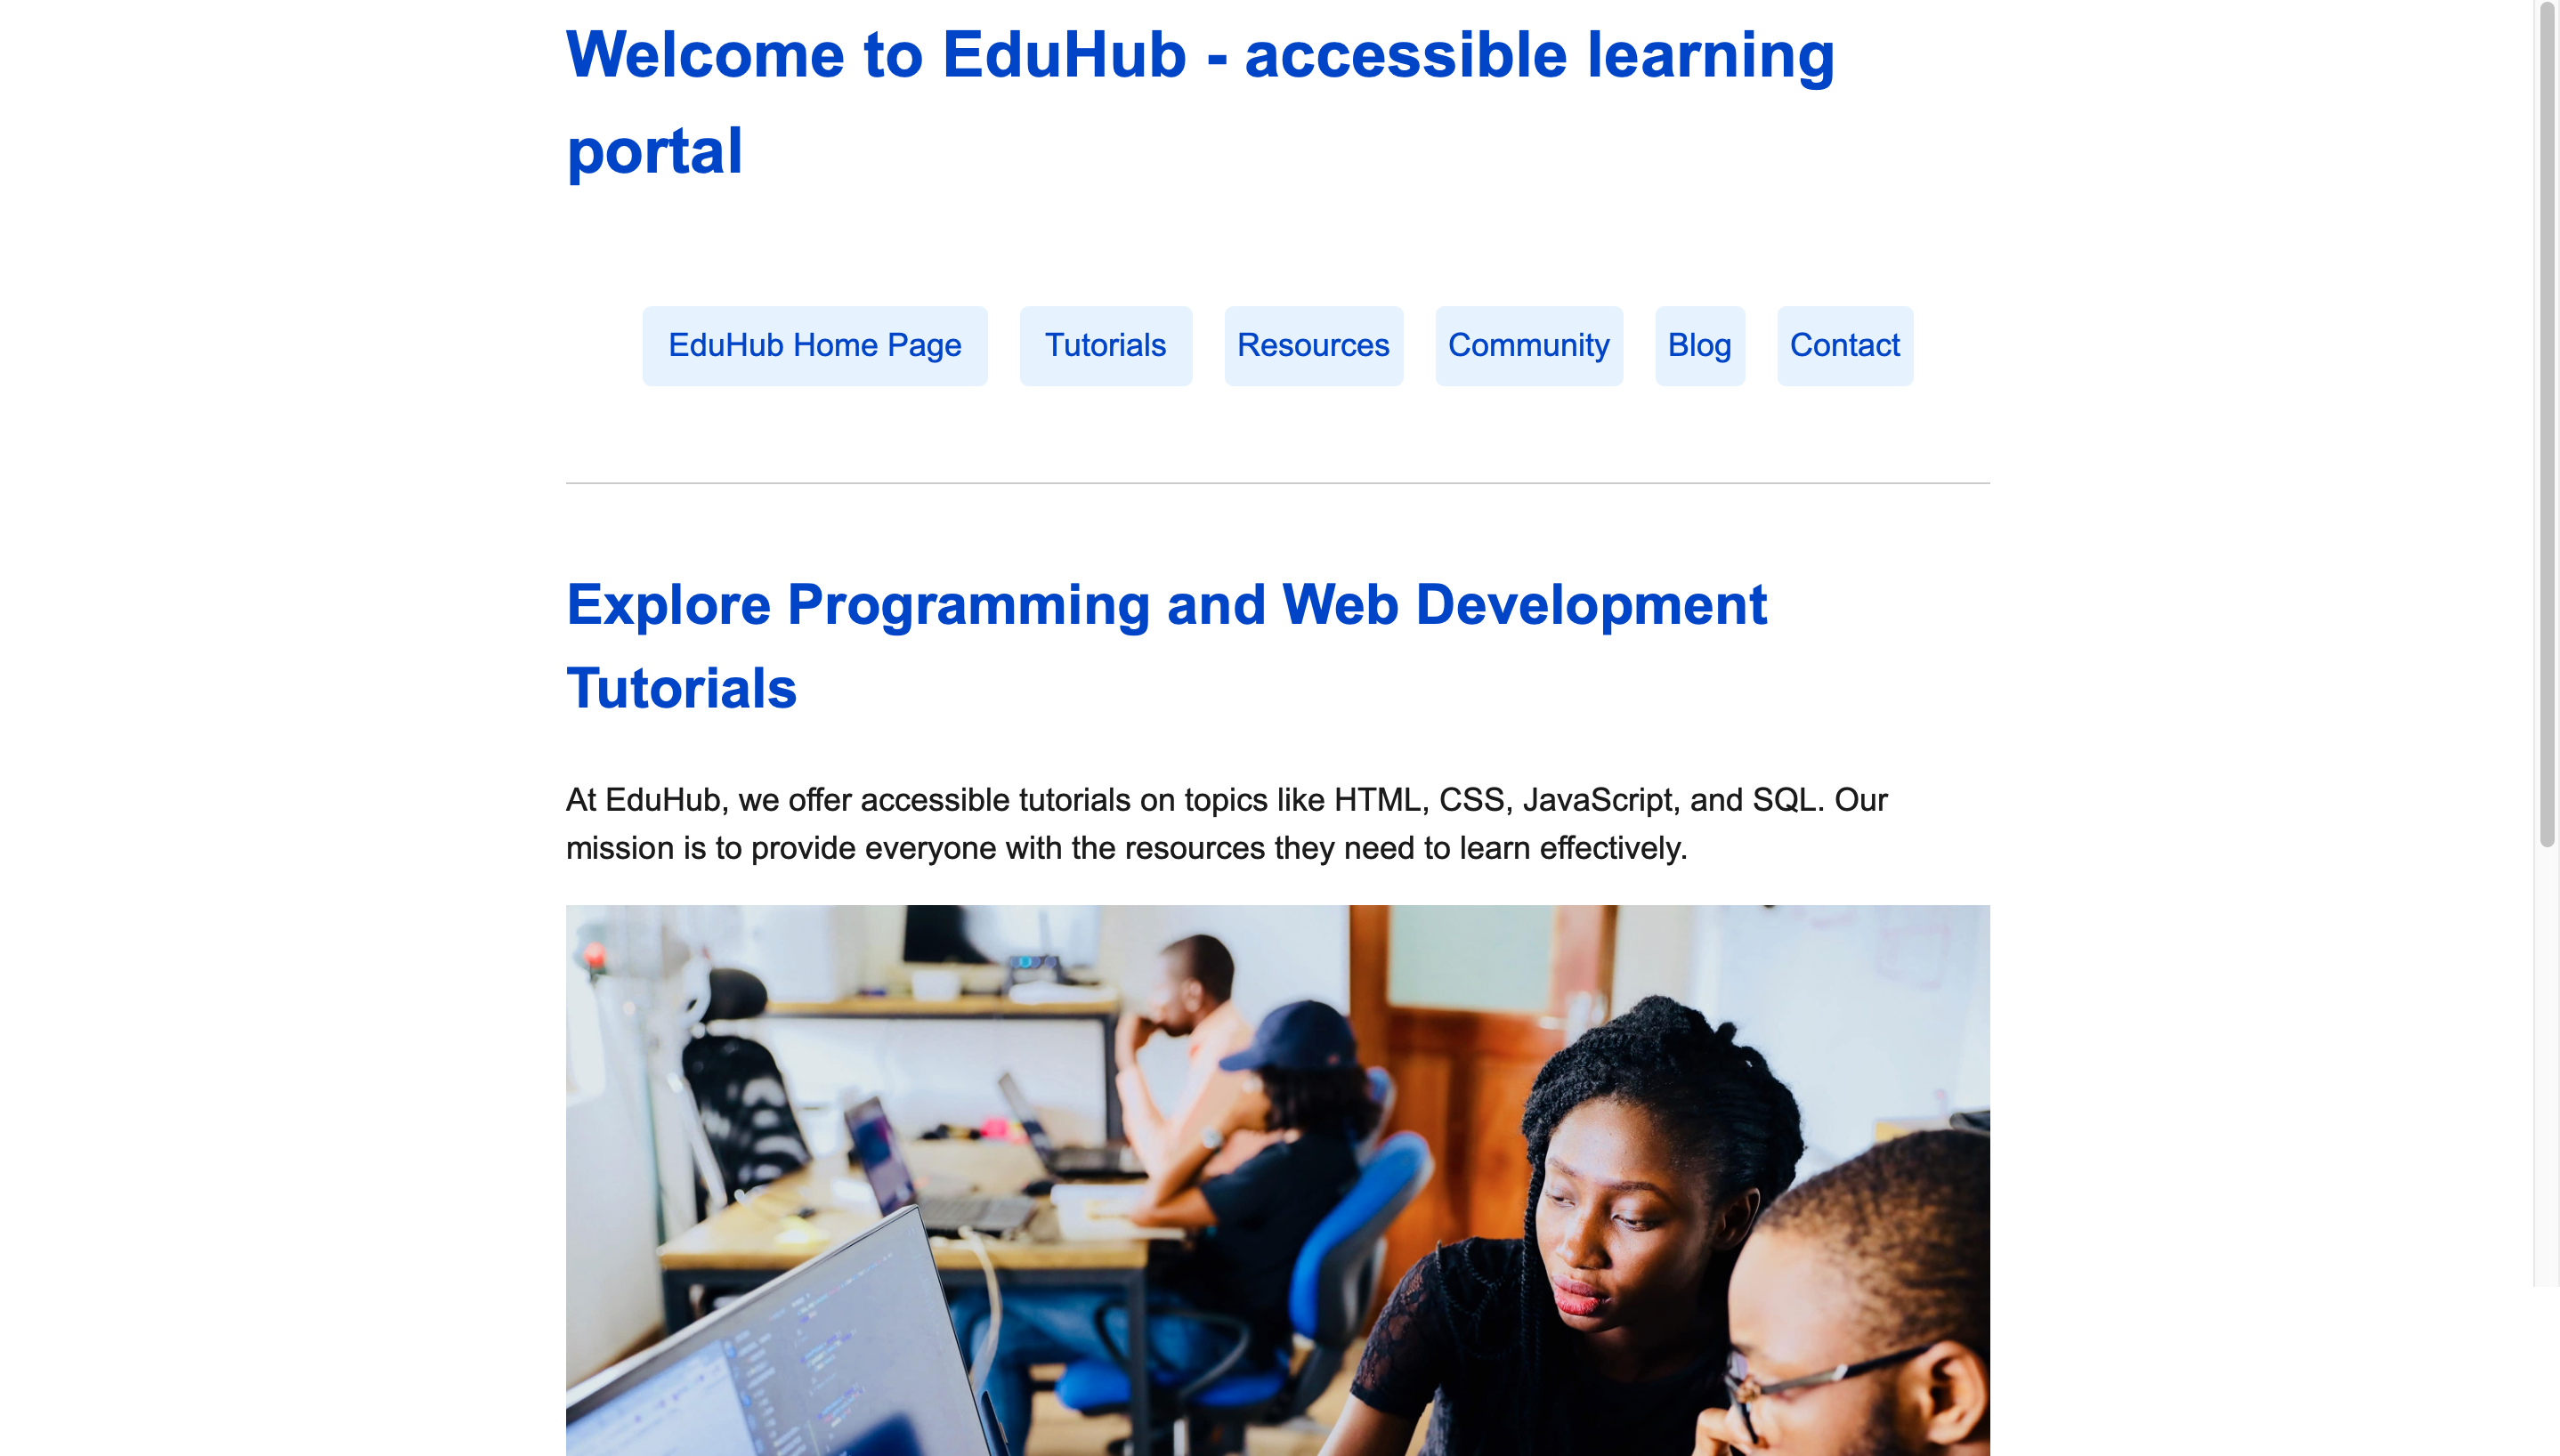 Welcome to EduHub - accessible learning
portal
EduHub Home Page
Tutorials
Resources
Community
Blog
Contact
Explore Programming and Web Development
Tutorials
At EduHub, we offer accessible tutorials on topics like HTML, CSS, JavaScript, and SQL. Our
mission is to provide everyone with the resources they need to learn effectively.